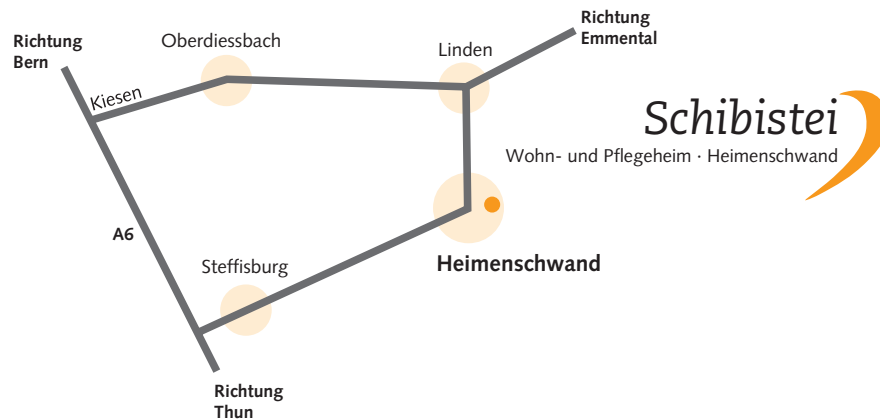 Richtung
Bern
Oberdiessbach
Linden
Richtung
Emmental
Kiesen
Schibistei
Wohn- und Pflegeheim · Heimenschwand
A6
Steffisburg
Heimenschwand
Richtung
Thun